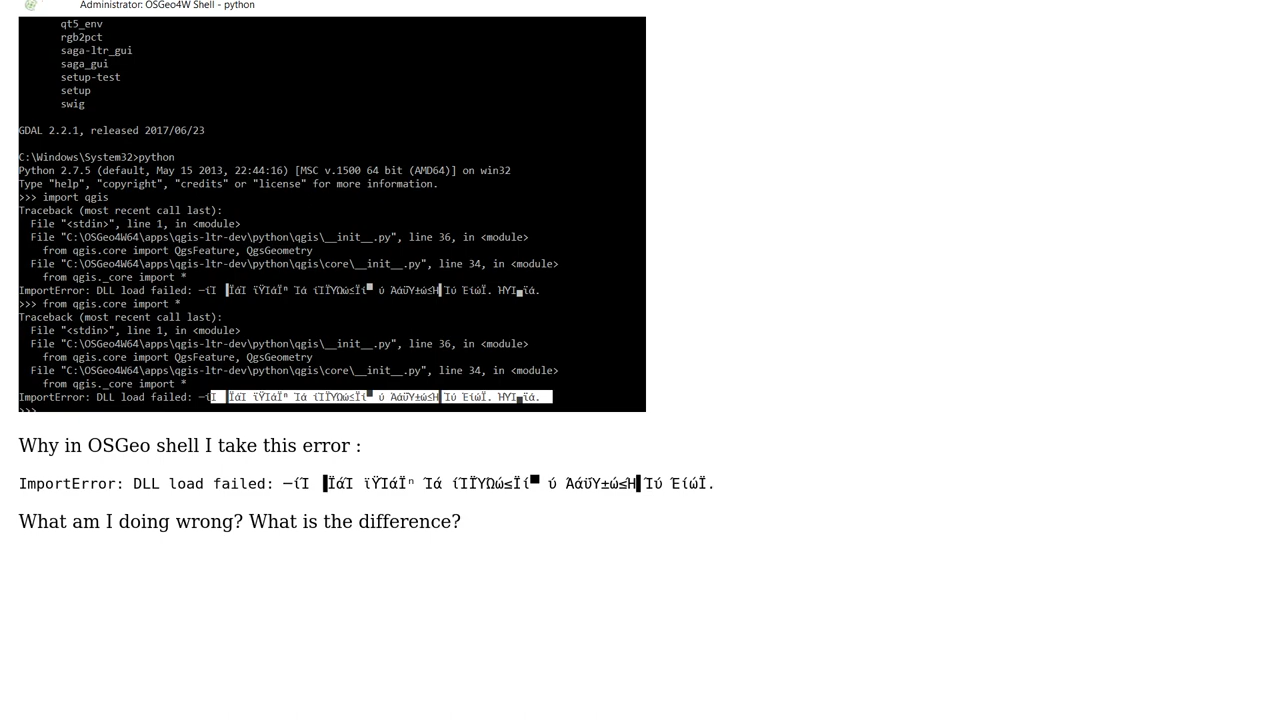 Administrator: OSGeo4W Shell - python
qt5_env
rgb2pct
saga-ltr_gui
saga_gui
setup-test
setup
swig
GDAL 2.2.1, released 2017/06/23
C:\Windows\System32>python
Python 2.7.5 (default, May 15 2013, 22:44:16) [MSC v.1500 64 bit (AMD64)] on win32
Type "help", "copyright", "credits" or "license" for more information.
>>> import qgis
Traceback (most recent call last):
File "<stdin>", line 1, in <module>
File "C:\OSGeo4W64\apps\qgis-ltr-dev\python\qgis\__init__.py", line 36, in <module>
from qgis.core import QgsFeature, QgsGeometry
File "C:\OSGeo4W64\apps\qgis-ltr-dev\python\qgis\core\__init__.py", line 34, in <module>
from qgis._core import *
ImportError: DLL load failed:
>>> from qgis.core import *
Traceback (most recent call last):
File "<stdin>", line 1, in <module>
File "C:\OSGeo4W64\apps\qgis-ltr-dev\python\qgis\__init__.py", line 36, in <module>
from qgis.core import QgsFeature, QgsGeometry
File "C:\OSGeo4W64\apps\qgis-ltr-dev\python\qgis\core\__init__.py", line 34, in <module>
from qgis._core import *
ImportError: DLL load failed:
>>>
Why in OSGeo shell I take this error :
ImportError: DLL load failed: ─ίΊ ▐ΪάΊ ϊΫΊάΪⁿ Ίά ίΊΪΎΏώ≤Ϊί▀ ύ ΆάϋΎ±ώ≤Ή▌Ίύ ΈίώΪ.
What am I doing wrong? What is the difference?